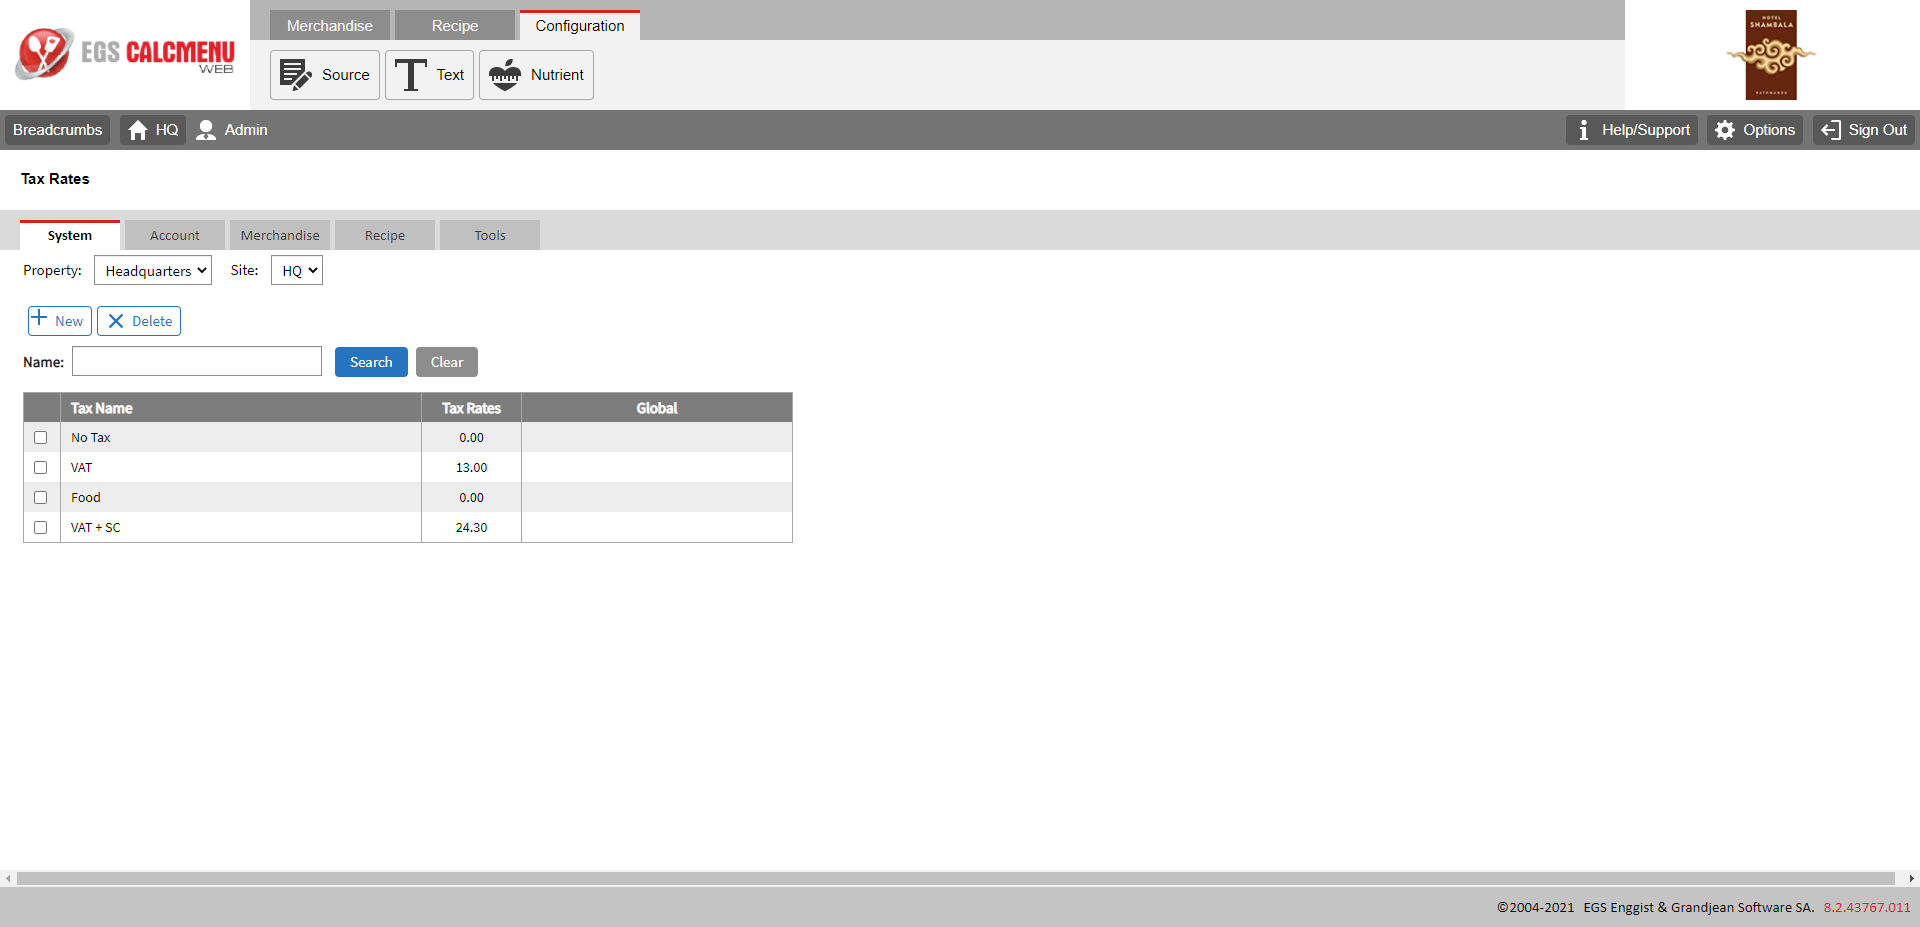 EGS CALCMENU
WEB
Merchandise
Recipe
Configuration
Source
Text
Nutrient
HOTEL
SHAMBALA
KATHMANDU
Breadcrumbs
HQ
Admin
Help/Support
Options
Sign Out
Tax Rates
System
Account
Merchandise
Recipe
Tools
Property:
Headquarters
Site:
HQ
New
Delete
Name:
Search
Clear
Tax Name Tax Rates Global
No Tax 0.00
VAT 13.00
Food 0.00
VAT + SC 24.30
©2004-2021 EGS Enggist & Grandjean Software SA. 8.2.43767.011